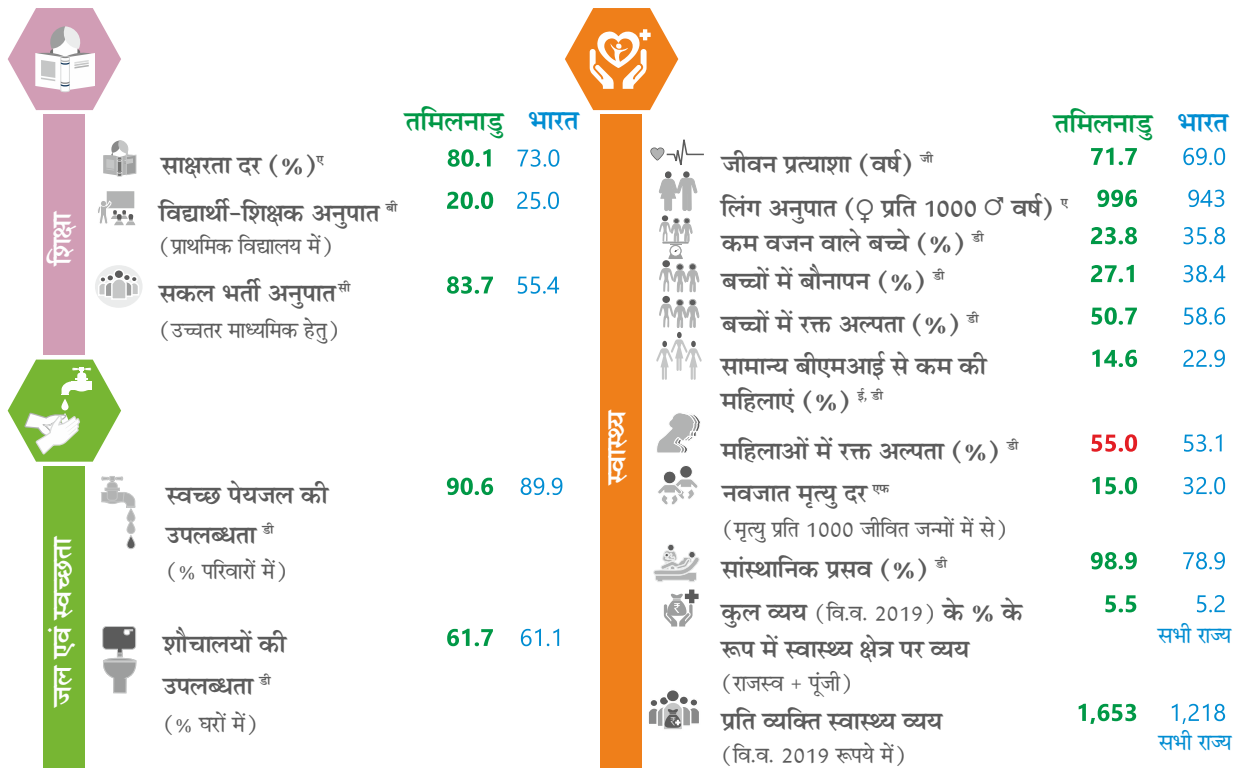 तमिलनाडु भारत
शिक्षा
साक्षरता दर (%)ए 80.1 73.0
विद्यार्थी-शिक्षक अनुपात बी 20.0 25.0
(प्राथमिक विद्यालय में)
सकल भर्ती अनुपात सी 83.7 55.4
(उच्चतर माध्यमिक हेतु)
जल एवं स्वच्छता
स्वच्छ पेयजल की 90.6 89.9
उपलब्धता डी
(% परिवारों में)
शौचालयों की 61.7 61.1
उपलब्धता डी
(% घरों में)
तमिलनाडु भारत
स्वास्थ्य
जीवन प्रत्याशा (वर्ष) जी 71.7 69.0
लिंग अनुपात (♀ प्रति 1000 ♂ वर्ष) ए 996 943
कम वजन वाले बच्चे (%) डी 23.8 35.8
बच्चों में बौनापन (%) डी 27.1 38.4
बच्चों में रक्त अल्पता (%) डी 50.7 58.6
सामान्य बीएमआई से कम की 14.6 22.9
महिलाएं (%) ई, डी
महिलाओं में रक्त अल्पता (%) डी 55.0 53.1
नवजात मृत्यु दर एफ 15.0 32.0
(मृत्यु प्रति 1000 जीवित जन्मों में से)
सांस्थानिक प्रसव (%) डी 98.9 78.9
कुल व्यय (वि.व. 2019) के % के 5.5 5.2
सभी राज्य
रूप में स्वास्थ्य क्षेत्र पर व्यय
(राजस्व + पूंजी)
प्रति व्यक्ति स्वास्थ्य व्यय 1,653 1,218
सभी राज्य
(वि.व. 2019 रूपये में)